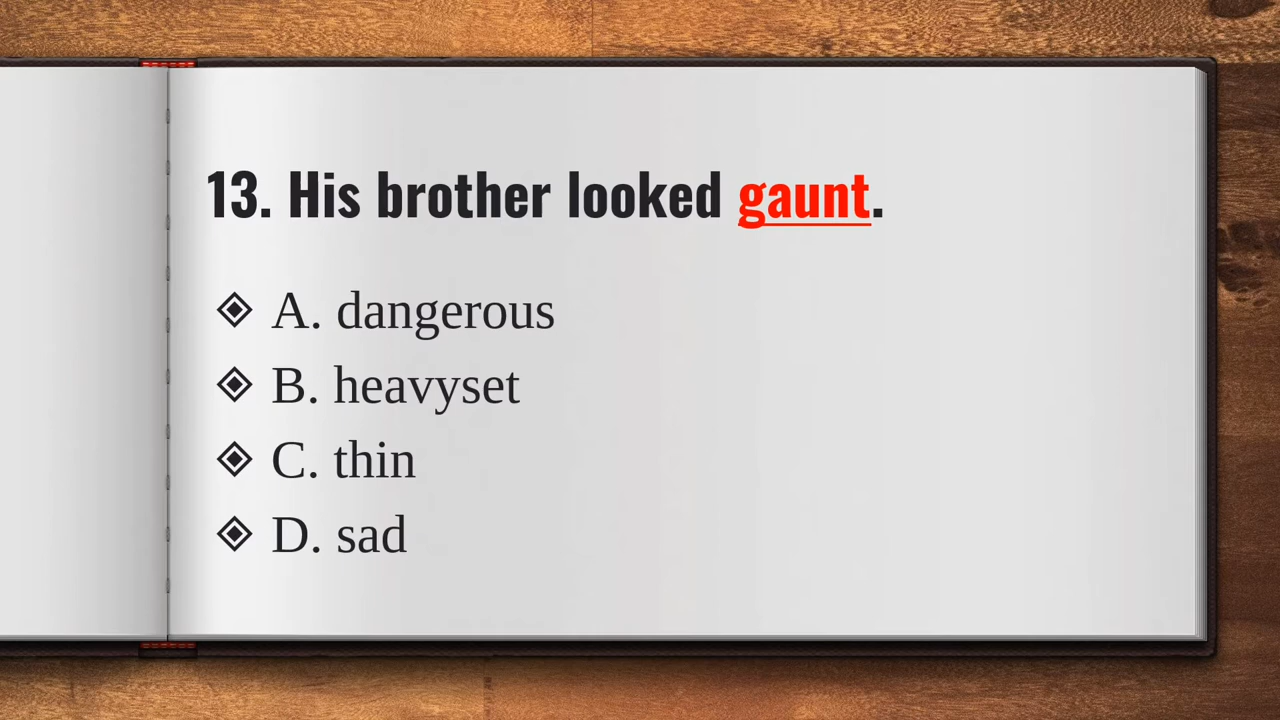 13. His brother looked gaunt.
A. dangerous
B. heavyset
C. thin
D. sad